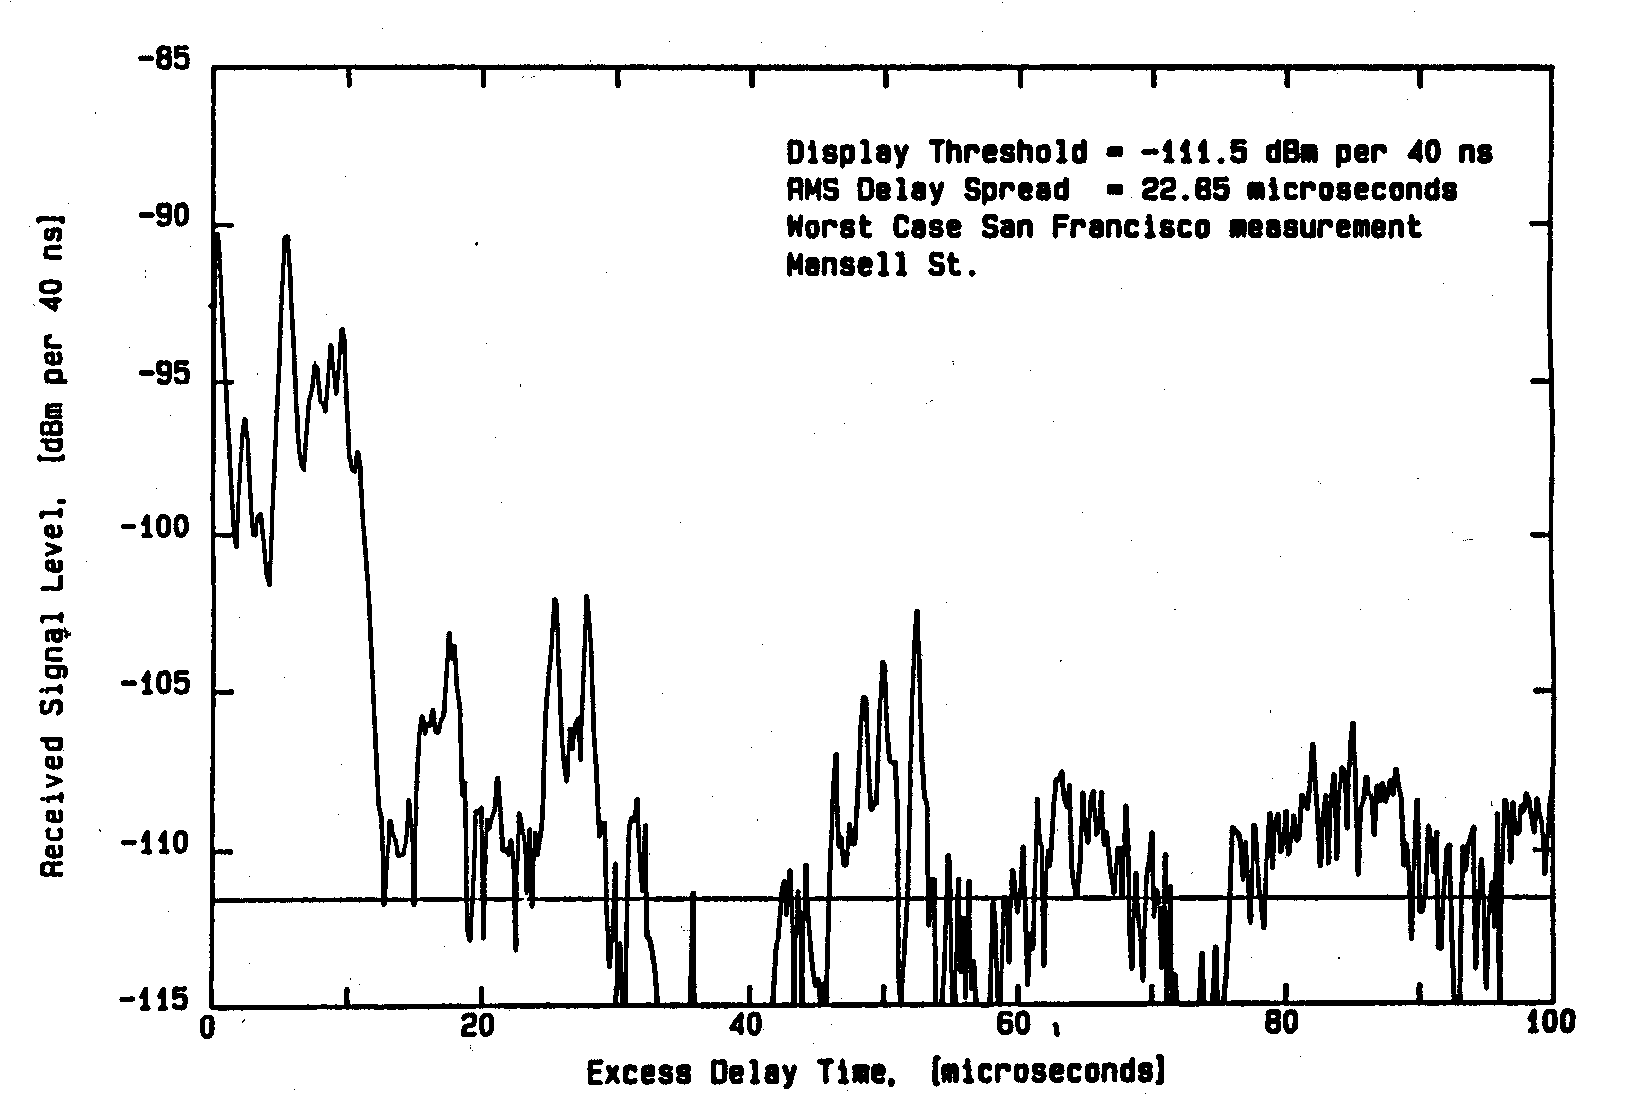 -85
-90
-95
-100
-105
-110
-115
Received Signal Level, [dBm per 40 ns]
Display Threshold = -111.5 dBm per 40 ns
RMS Delay Spread = 22.85 microseconds
Worst Case San Francisco measurement
Mansell St.
0 20 40 60 80 100
Excess Delay Time, [microseconds]